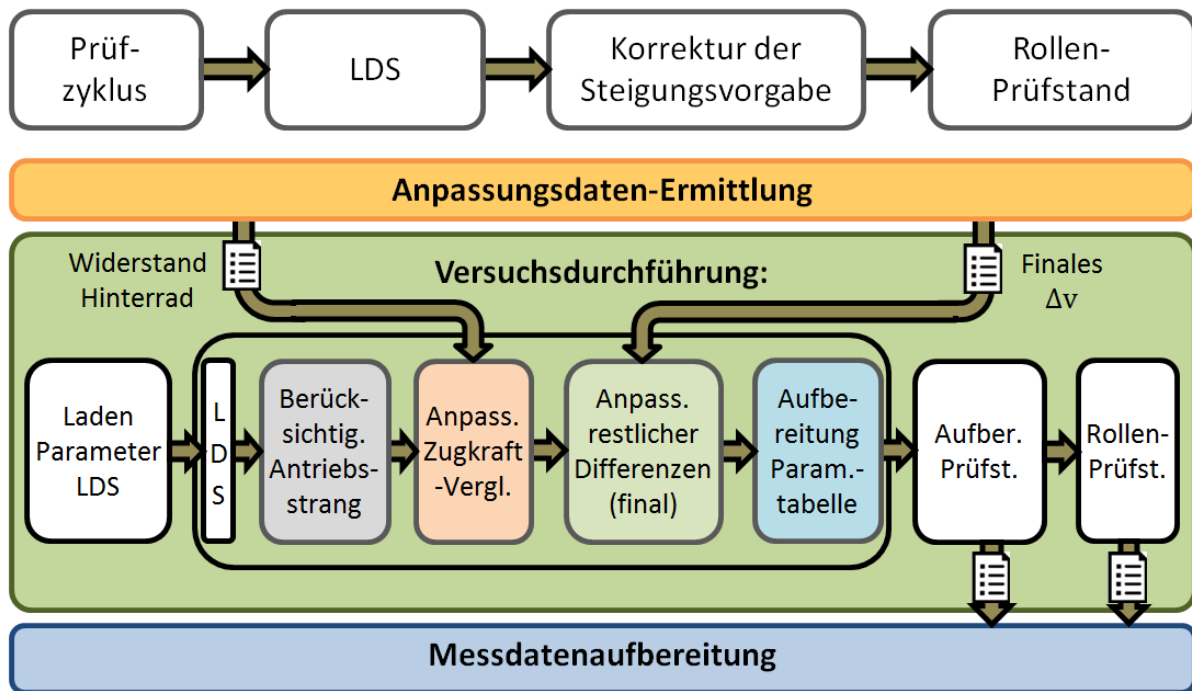 Prüf-
zyklus
LDS
Korrektur der
Steigungsvorgabe
Rollen-
Prüfstand
Anpassungsdaten-Ermittlung
Widerstand
Hinterrad
Versuchsdurchführung:
Finales
Δv
Laden
Parameter
LDS
L
D
S
Berück-
sichtig.
Antriebs-
strang
Anpass.
Zugkraft
-Vergl.
Anpass.
restlicher
Differenzen
(final)
Aufbe-
reitung
Param.-
tabelle
Aufber.
Prüfst.
Rollen-
Prüfst.
Messdatenaufbereitung